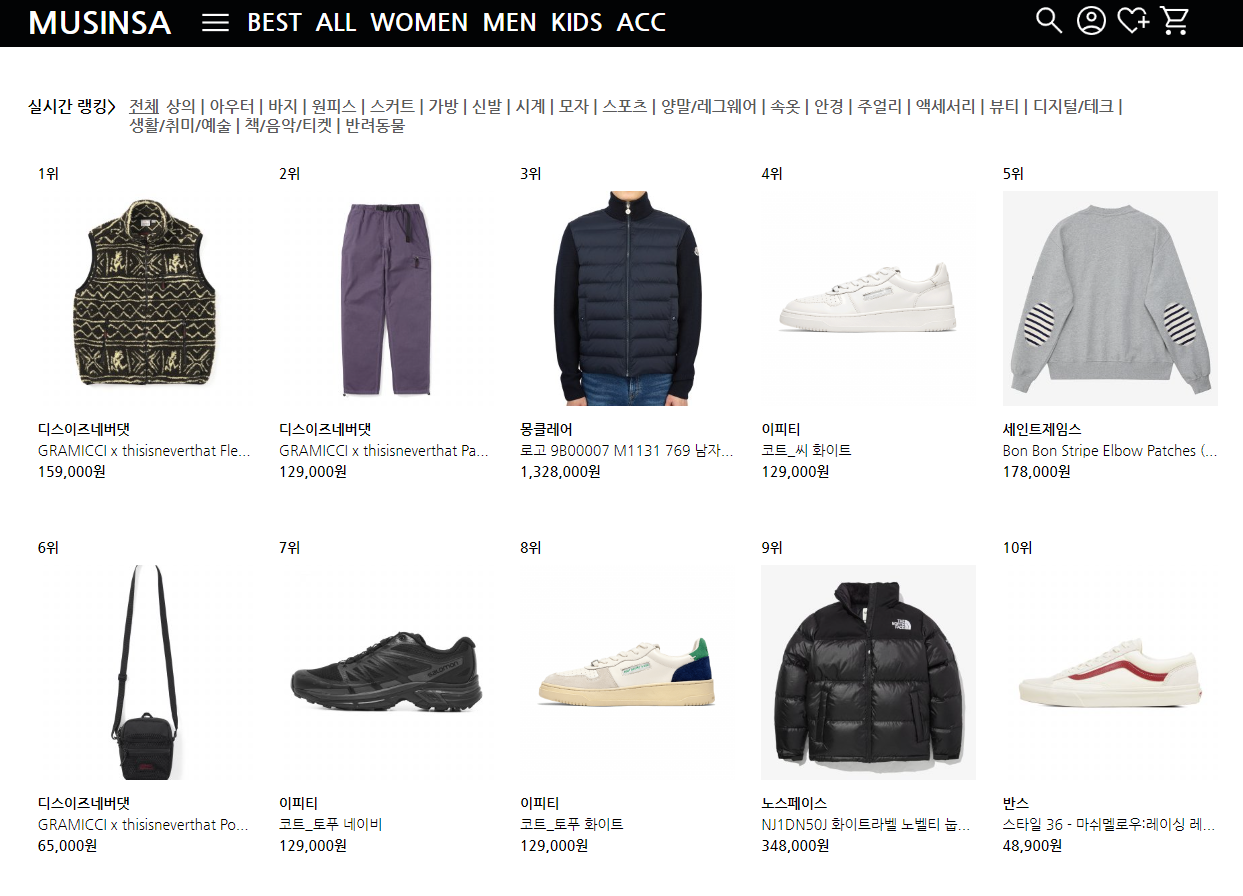 MUSINSA BEST ALL WOMEN MEN KIDS ACC
실시간 랭킹> 전체 상의 | 아우터 | 바지 | 원피스 | 스커트 | 가방 | 신발 | 시계 | 모자 | 스포츠 | 양말/레그웨어 | 속옷 | 안경 | 주얼리 | 액세서리 | 뷰티 | 디지털/테크 |
생활/취미/예술 | 책/음악/티켓 | 반려동물
1위 2위 3위 4위 5위
디스이즈네버댓 디스이즈네버댓 몽클레어 이피티 세인트제임스
GRAMICCI x thisisneverthat Fle... GRAMICCI x thisisneverthat Pa... 로고 9B00007 M1131 769 남자... 코트_씨 화이트 Bon Bon Stripe Elbow Patches (...
159,000원 129,000원 1,328,000원 129,000원 178,000원
6위 7위 8위 9위 10위
THE NORTH FACE
salomon
디스이즈네버댓 이피티 이피티 노스페이스 반스
GRAMICCI x thisisneverthat Po... 코트_토푸 네이비 코트_토푸 화이트 NJ1DN50J 화이트라벨 노벨티 눕... 스타일 36 - 마쉬멜로우:레이싱 레...
65,000원 129,000원 129,000원 348,000원 48,900원